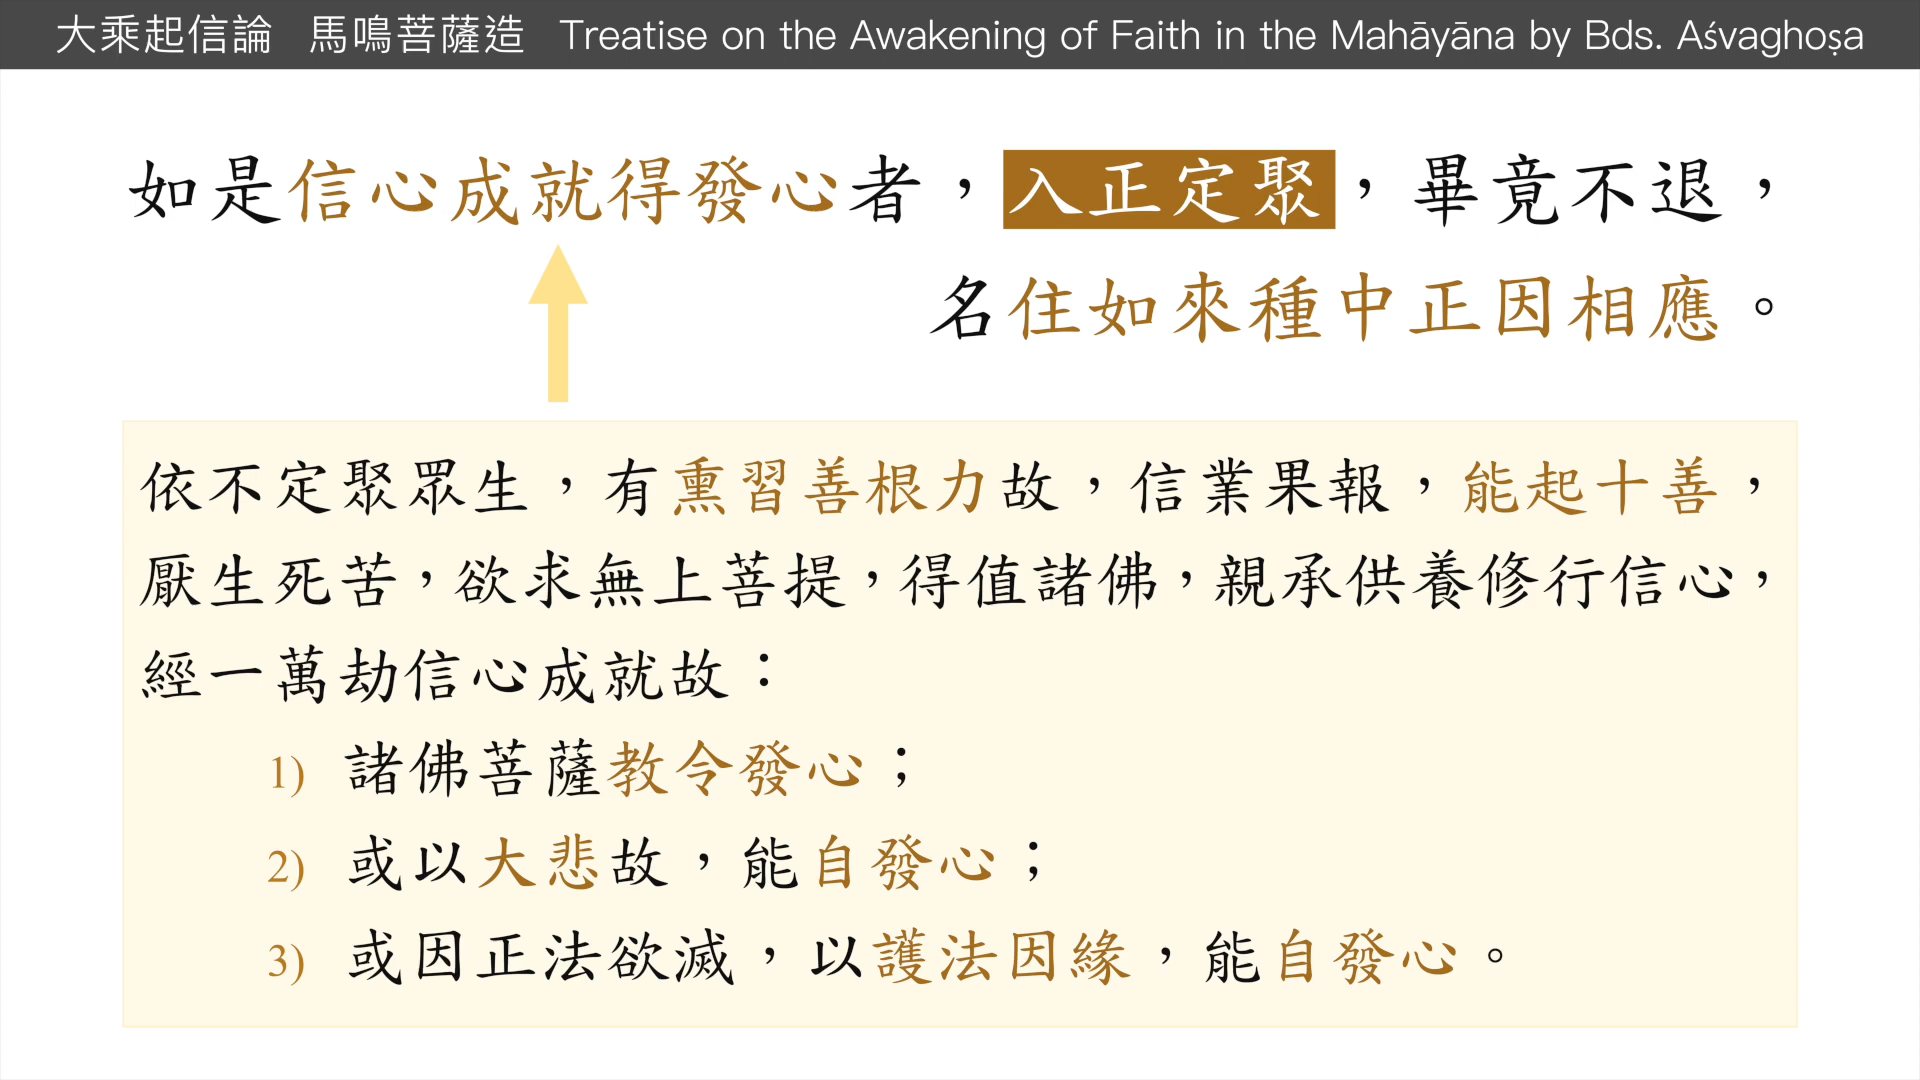 大乘起信論 馬鳴菩薩造 Treatise on the Awakening of Faith in the Mahāyāna by Bds. Aśvaghoṣa
如是信心成就得發心者，入正定聚，畢竟不退，
名住如來種中正因相應。
依不定聚眾生，有熏習善根力故，信業果報，能起十善，
厭生死苦，欲求無上菩提，得值諸佛，親承供養修行信心，
經一萬劫信心成就故：
1) 諸佛菩薩教令發心；
2) 或以大悲故，能自發心；
3) 或因正法欲滅，以護法因緣，能自發心。